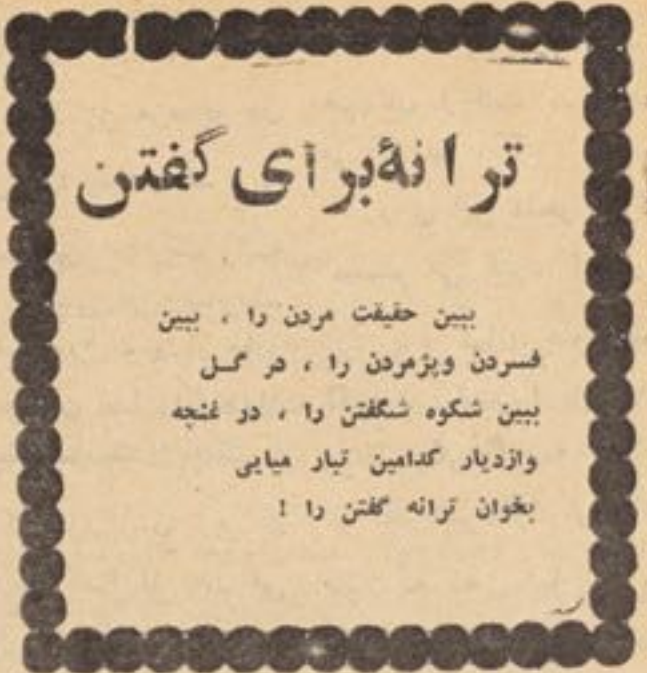 ترانهٔ برای گفتن
ببین حقیقت مردن را ، ببین
فسردن وپژمردن را ، در گسل
ببین شکوه شگفتن را ، در غنچه
وازدیار کدامین تبار میایی
بخوان ترانه گفتن را !